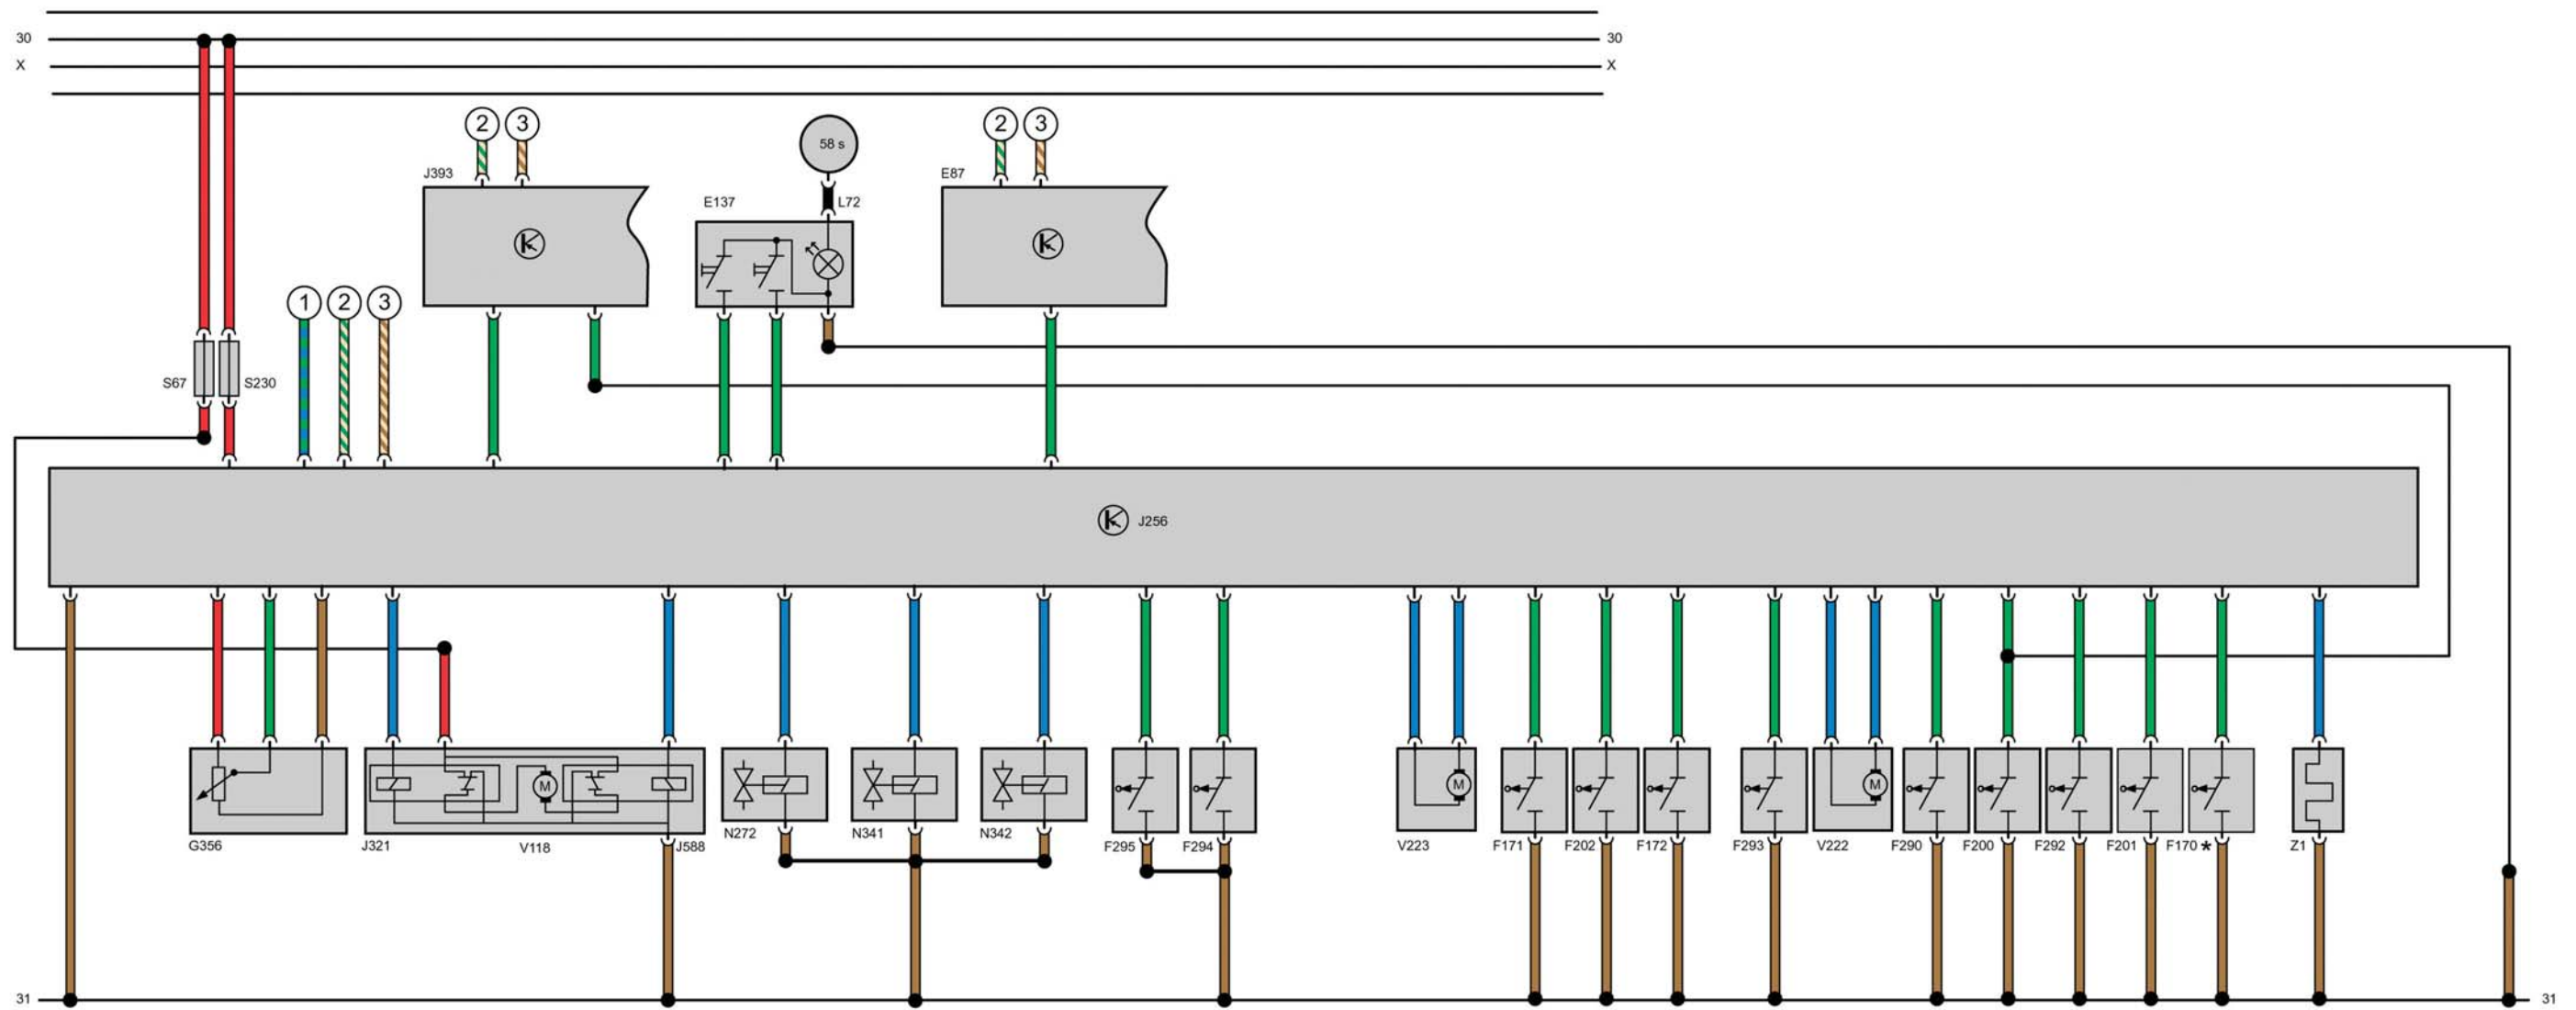 30 30
X X
2 3 58 s 2 3
J393 E87
E137 L72
1 2 3
S67 S230
J256
M M M
N272 N341 N342
G356 J321 V118 J588 F295 F294 V223 F171 F202 F172 F293 V222 F290 F200 F292 F201 F170 * Z1
31 31